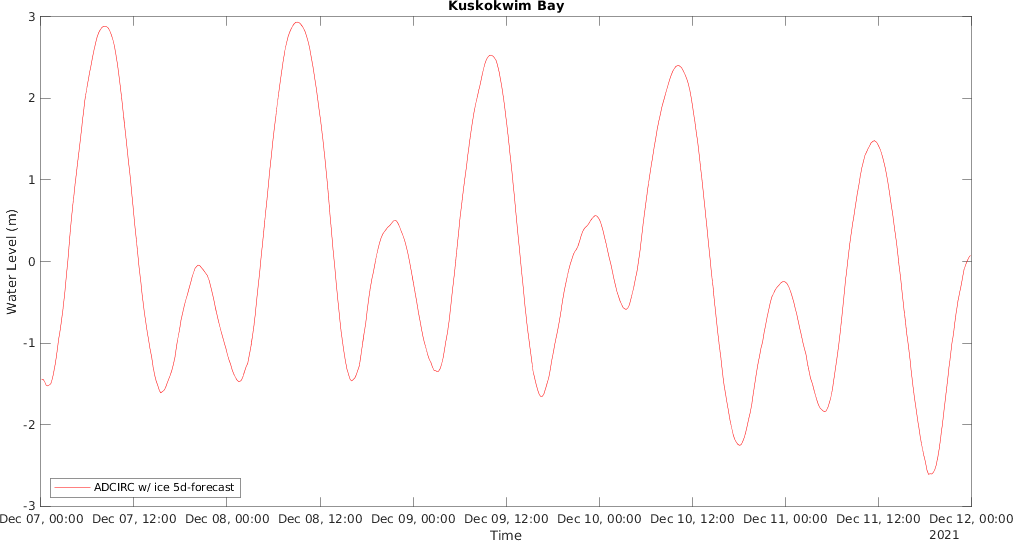 Kuskokwim Bay
3
2
1
0
-1
-2
-3
Water Level (m)
ADCIRC w/ ice 5d-forecast
Dec 07, 00:00 Dec 07, 12:00 Dec 08, 00:00 Dec 08, 12:00 Dec 09, 00:00 Dec 09, 12:00 Dec 10, 00:00 Dec 10, 12:00 Dec 11, 00:00 Dec 11, 12:00 Dec 12, 00:00
Time
2021